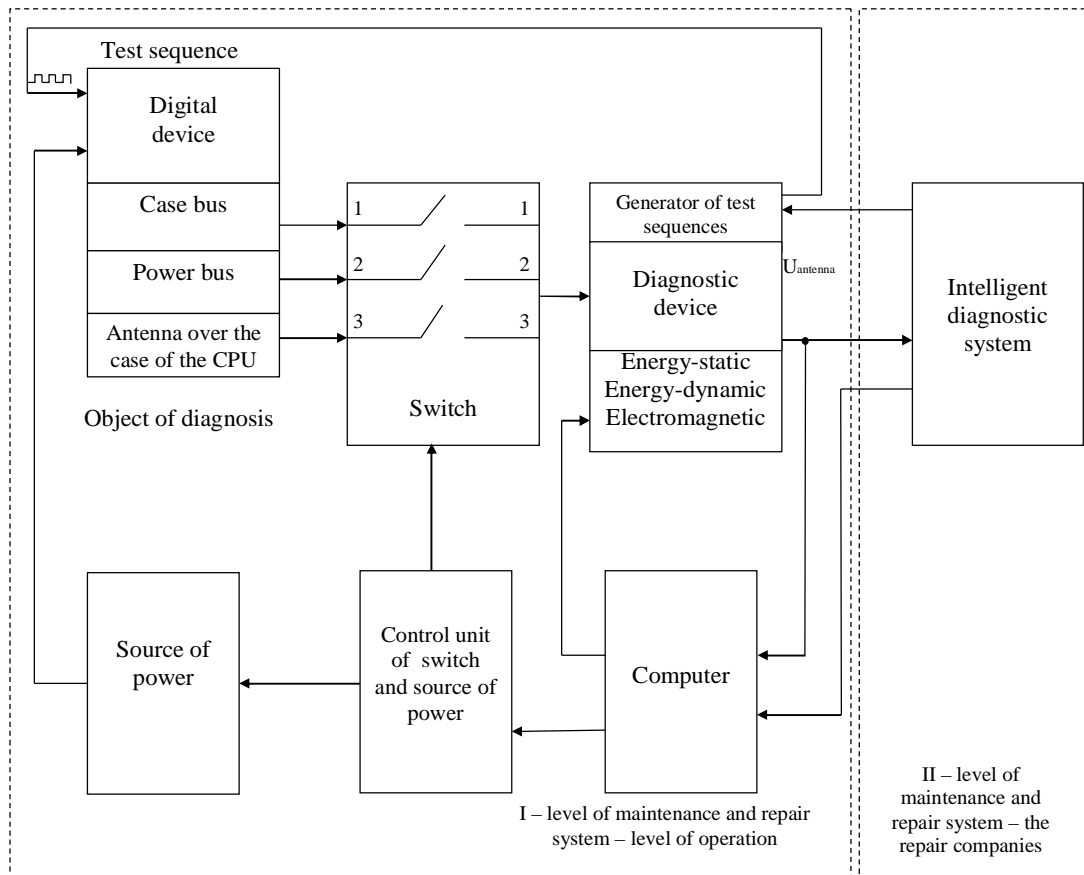 Test sequence
Digital
device
Case bus
Power bus
Antenna over the
case of the CPU
Object of diagnosis
1
1
2
2
3
3
Switch
Generator of test
sequences
Diagnostic
device
Energy-static
Energy-dynamic
Electromagnetic
Uantenna
Intelligent
diagnostic
system
Source of
power
Control unit
of switch
and source of
power
Computer
I – level of maintenance and repair
system – level of operation
II – level of
maintenance and
repair system – the
repair companies